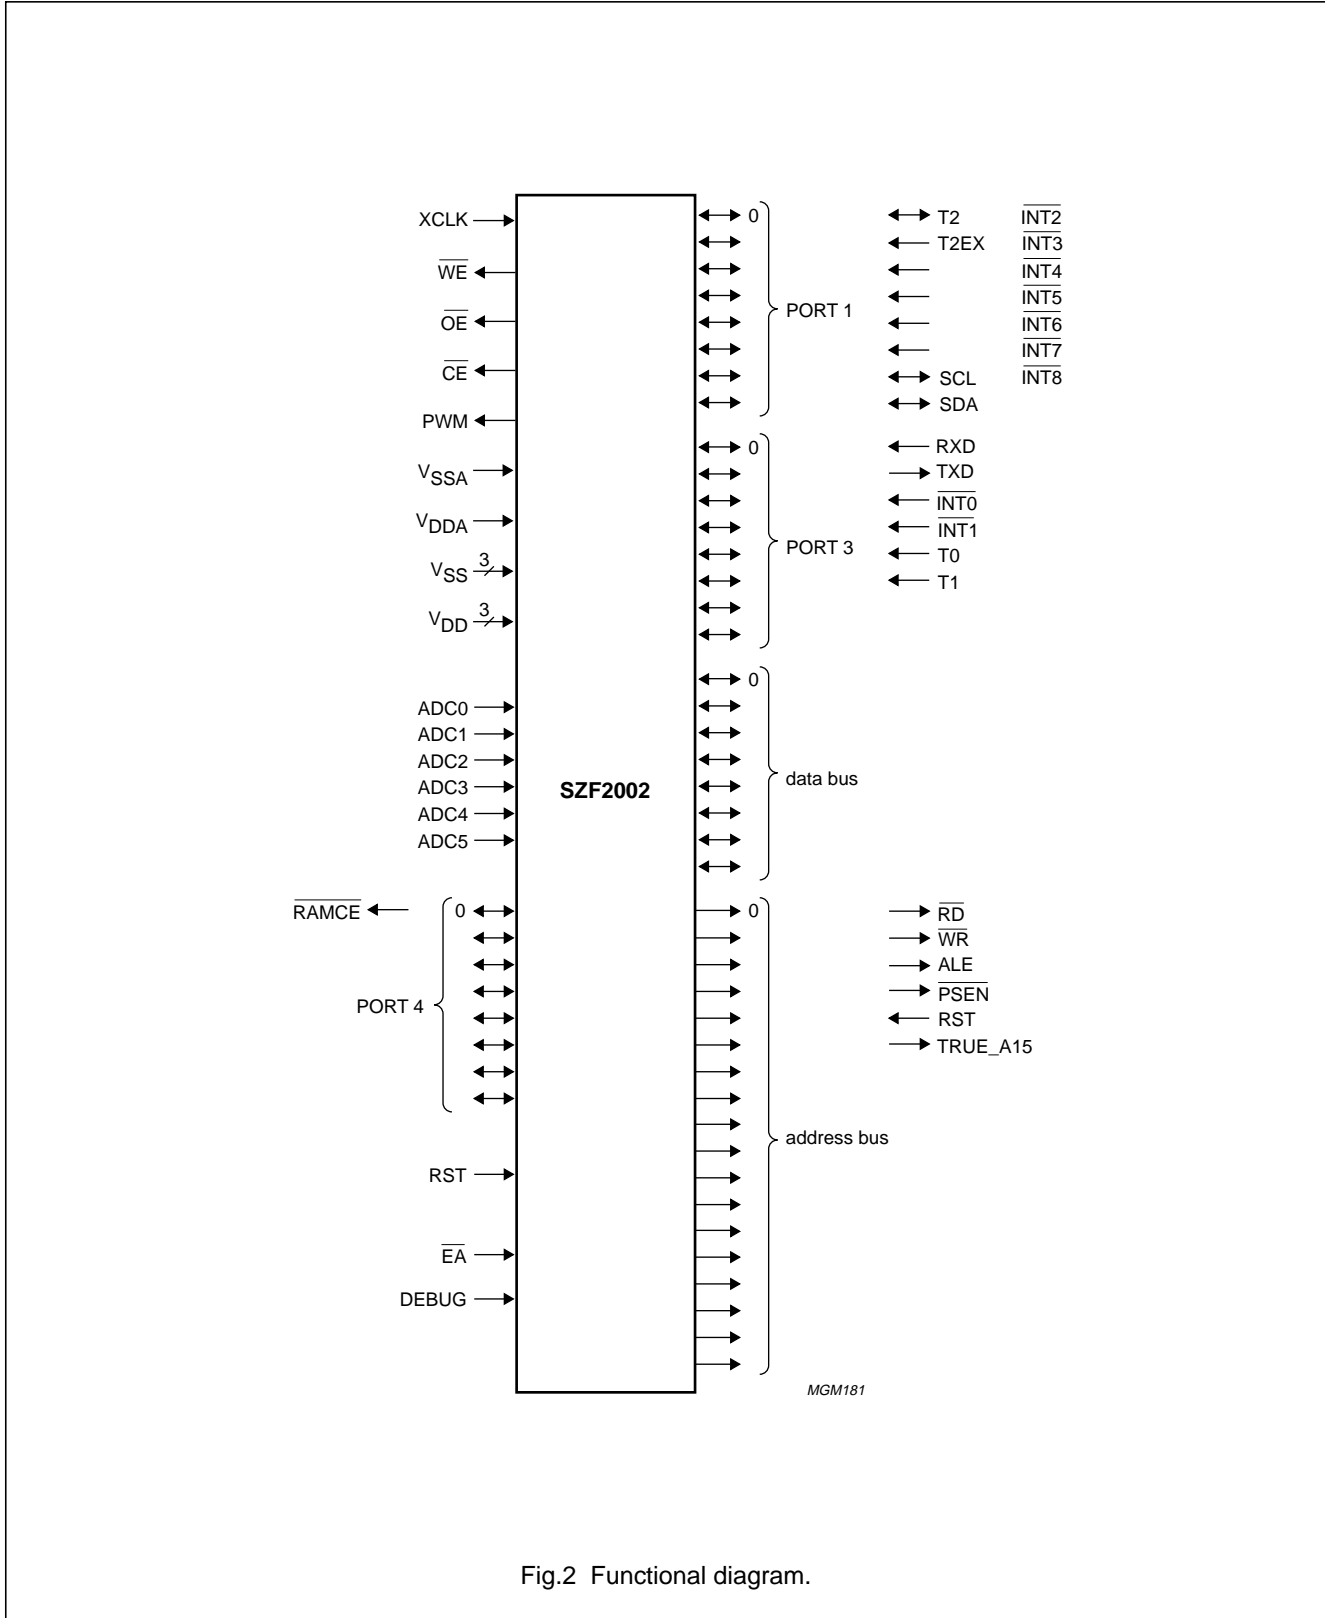 XCLK
WE
OE
CE
PWM
VSSA
VDDA
VSS 3
VDD 3
ADC0
ADC1
ADC2
ADC3
ADC4
ADC5
RAMCE
0
PORT 4
RST
EA
DEBUG
SZF2002
0
PORT 1
0
PORT 3
0
data bus
0
address bus
T2 INT2
T2EX INT3
INT4
INT5
INT6
INT7
SCL INT8
SDA
RXD
TXD
INT0
INT1
T0
T1
RD
WR
ALE
PSEN
RST
TRUE_A15
MGM181
Fig.2 Functional diagram.